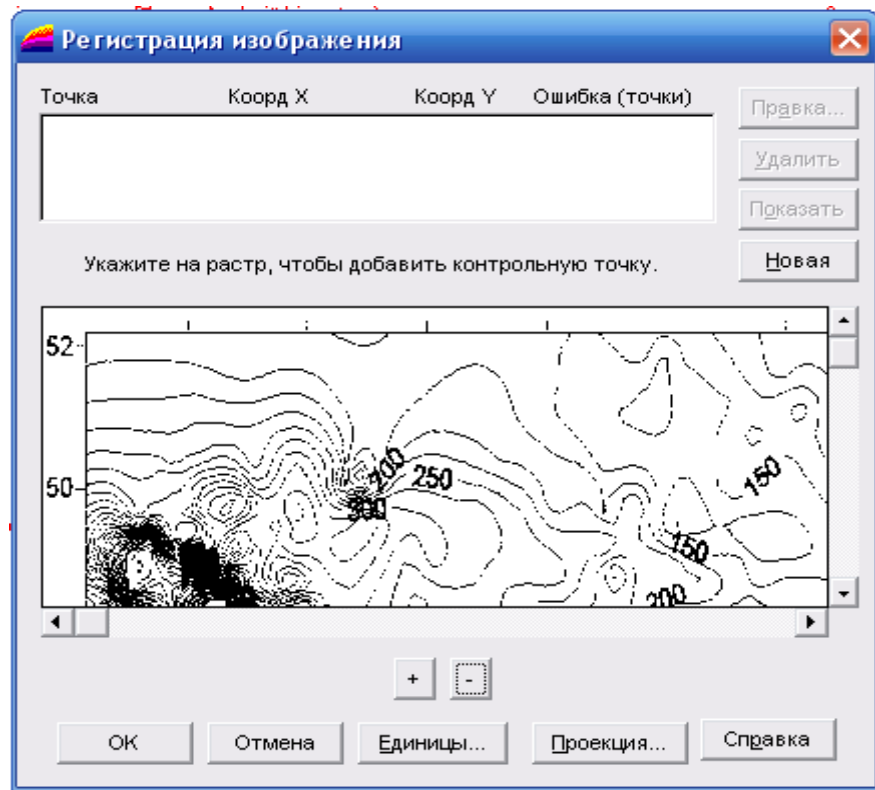 Регистрация изображения
Точка Коорд X Коорд Y Ошибка (точки)
Правка...
Удалить
Показать
Новая
Укажите на растр, чтобы добавить контрольную точку.
52
50
200
250
300
150
150
200
+ -
OK Отмена Единицы... Проекция... Справка